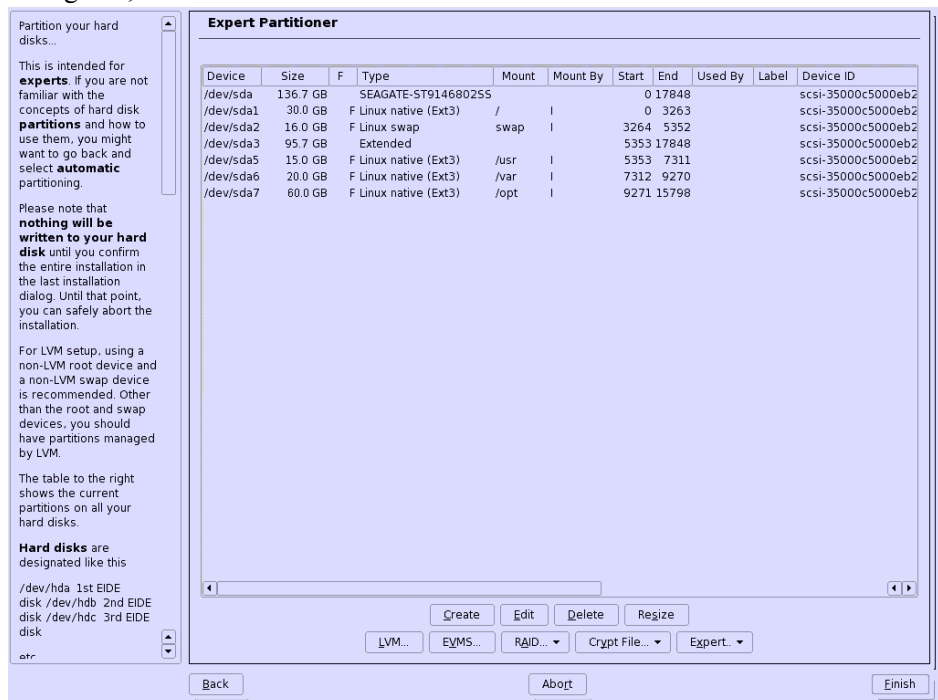 Partition your hard
disks...
This is intended for
experts. If you are not
familiar with the
concepts of hard disk
partitions and how to
use them, you might
want to go back and
select automatic
partitioning.
Please note that
nothing will be
written to your hard
disk until you confirm
the entire installation in
the last installation
dialog. Until that point,
you can safely abort the
installation.
For LVM setup, using a
non-LVM root device and
a non-LVM swap device
is recommended. Other
than the root and swap
devices, you should
have partitions managed
by LVM.
The table to the right
shows the current
partitions on all your
hard disks.
Hard disks are
designated like this
/dev/hda 1st EIDE
disk /dev/hdb 2nd EIDE
disk /dev/hdc 3rd EIDE
disk
etc
Expert Partitioner
Device Size F Type Mount Mount By Start End Used By Label Device ID
/dev/sda 136.7 GB SEAGATE-ST9146802SS 0 17848 scsi-35000c5000eb2
/dev/sda1 30.0 GB F Linux native (Ext3) / I 0 3263 scsi-35000c5000eb2
/dev/sda2 16.0 GB F Linux swap swap I 3264 5352 scsi-35000c5000eb2
/dev/sda3 95.7 GB Extended 5353 17848 scsi-35000c5000eb2
/dev/sda5 15.0 GB F Linux native (Ext3) /usr I 5353 7311 scsi-35000c5000eb2
/dev/sda6 20.0 GB F Linux native (Ext3) /var I 7312 9270 scsi-35000c5000eb2
/dev/sda7 60.0 GB F Linux native (Ext3) /opt I 9271 15798 scsi-35000c5000eb2
Create Edit Delete Resize
LVM... EVMS... RAID... Crypt File... Expert..
Back Abort Finish